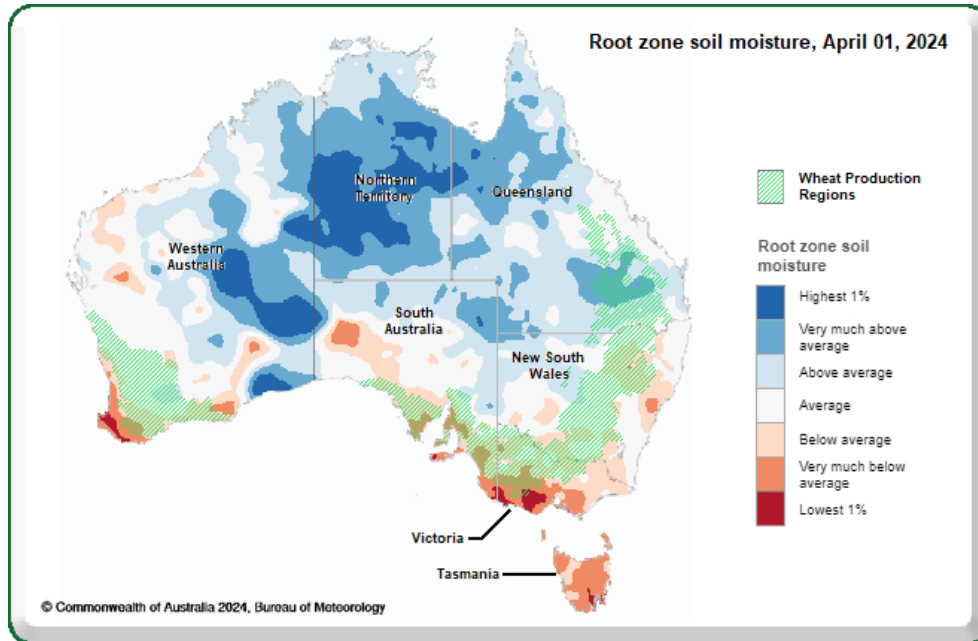 Root zone soil moisture, April 01, 2024
Northern
Territory
Queensland
Wheat Production
Regions
Western
Australia
Root zone soil
moisture
Highest 1%
South
Australia
Very much above
average
New South
Wales
Above average
Average
Below average
Very much below
average
Lowest 1%
Victoria
Tasmania
© Commonwealth of Australia 2024, Bureau of Meteorology